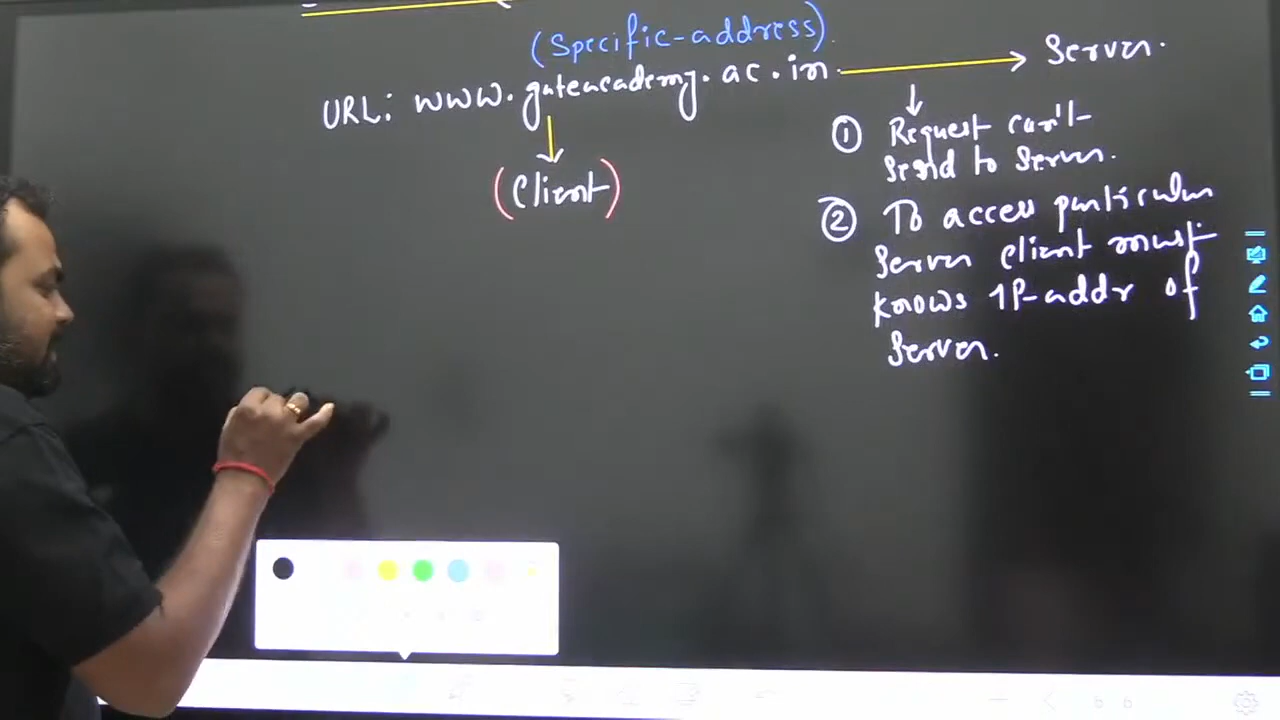 (Specific-address)
URL: www.gateacademy.ac.in. → Server.
(Client)
① Request can't
send to Server.
② To access particular
Server client must
knows IP-addr of
Server.